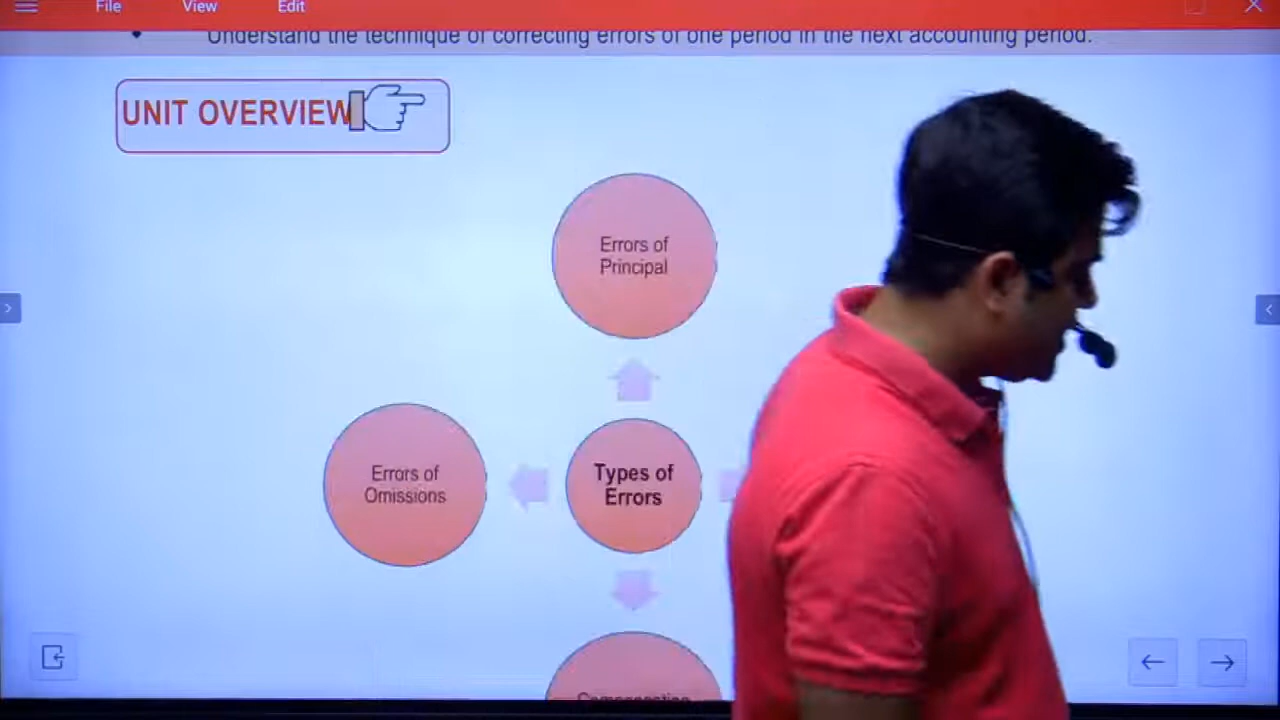 File View Edit
Understand the technique of correcting errors of one period in the next accounting period.
UNIT OVERVIEW
Errors of
Principal
Errors of
Omissions
Types of
Errors
Compensating